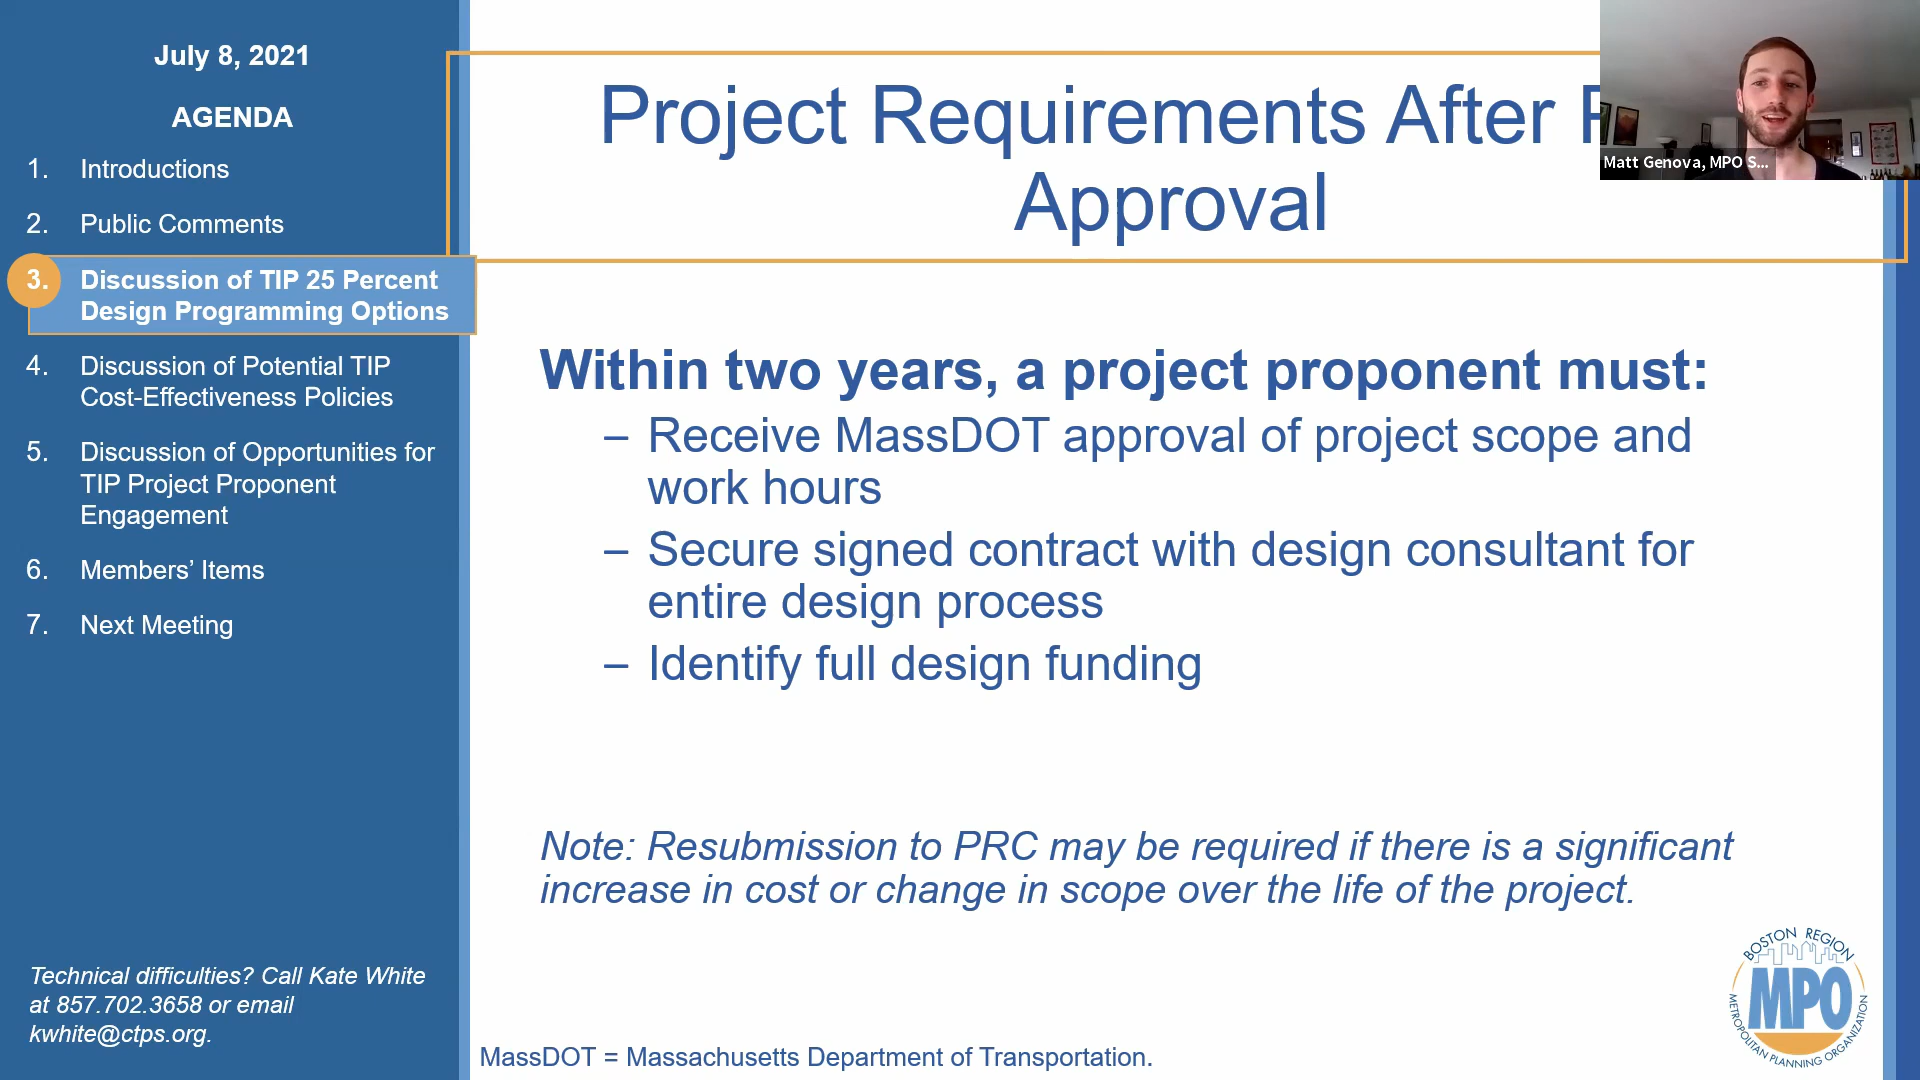 July 8, 2021
AGENDA
1. Introductions
2. Public Comments
3. Discussion of TIP 25 Percent
Design Programming Options
4. Discussion of Potential TIP
Cost-Effectiveness Policies
5. Discussion of Opportunities for
TIP Project Proponent
Engagement
6. Members’ Items
7. Next Meeting
Technical difficulties? Call Kate White
at 857.702.3658 or email
kwhite@ctps.org.
Project Requirements After
Approval
Matt Genova, MPO S...
Within two years, a project proponent must:
– Receive MassDOT approval of project scope and
work hours
– Secure signed contract with design consultant for
entire design process
– Identify full design funding
Note: Resubmission to PRC may be required if there is a significant
increase in cost or change in scope over the life of the project.
MassDOT = Massachusetts Department of Transportation.
BOSTON REGION
MPO
METROPOLITAN PLANNING ORGANIZATION